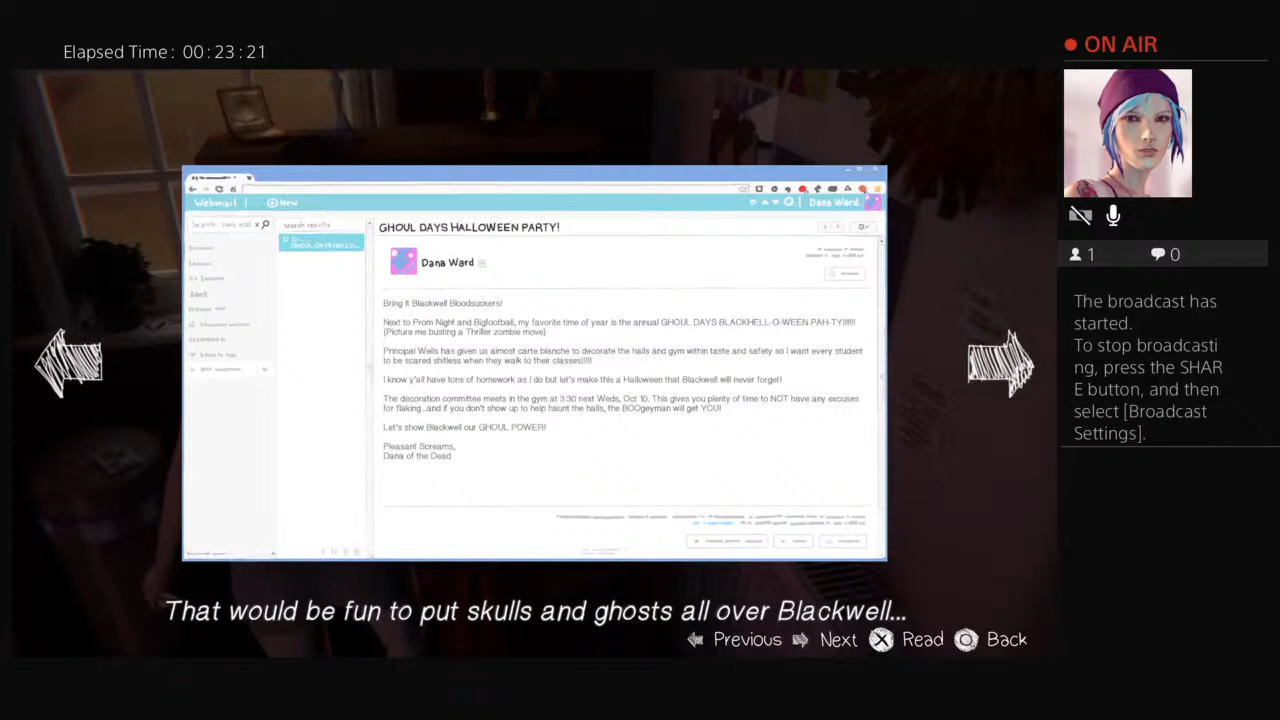 Elapsed Time: 00:23:21
ON AIR
1
0
The broadcast has
started.
To stop broadcasti
ng, press the SHAR
E button, and then
select [Broadcast
Settings].
Webmail
New
Dana Ward
search results
GHOUL DAYS HALLO...
GHOUL DAYS HALLOWEEN PARTY!
Dana Ward
Bring It Blackwell Bloodsuckers!
Next to Prom Night and Bigfootball, my favorite time of year is the annual GHOUL DAYS BLACKHELL-O-WEEN PAH-TY!!!!!!
(Picture me busting a Thriller zombie move)
Principal Wells has given us almost carte blanche to decorate the halls and gym within taste and safety so I want every student
to be scared shitless when they walk to their classes!!!!!
I know y'all have tons of homework as I do but let's make this a Halloween that Blackwell will never forget!
The decoration committee meets in the gym at 3:30 next Weds, Oct 10. This gives you plenty of time to NOT have any excuses
for flaking...and if you don't show up to help haunt the halls, the BOOgeyman will get YOU!
Let's show Blackwell our GHOUL POWER!
Pleasant Screams,
Dana of the Dead
That would be fun to put skulls and ghosts all over Blackwell...
Previous Next Read Back